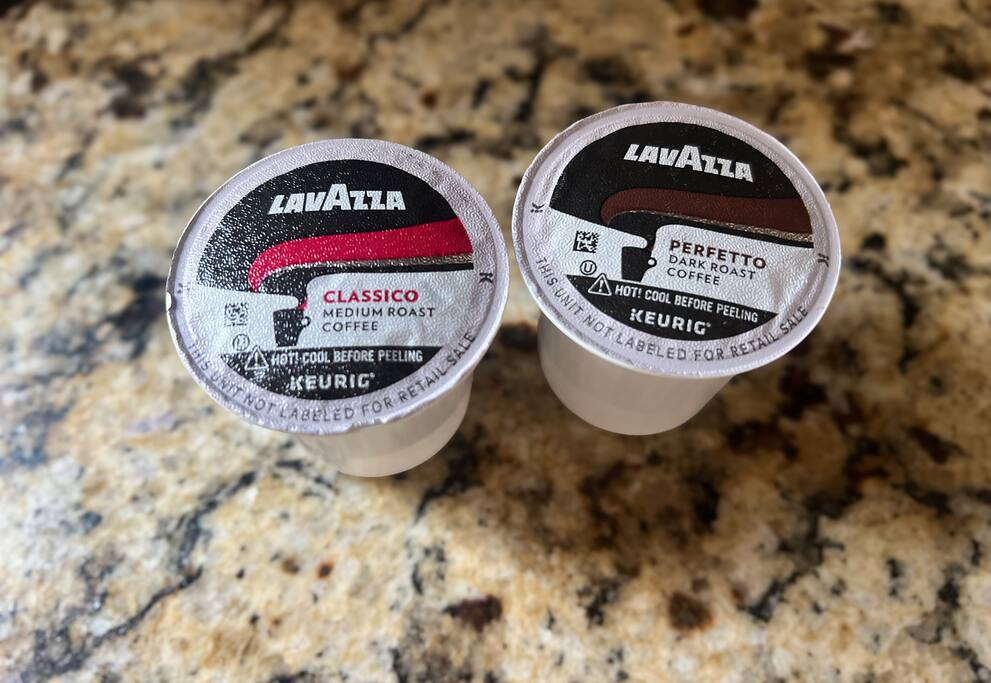 LAVAZZA
CLASSICO
MEDIUM ROAST
COFFEE
HOT! COOL BEFORE PEELING
KEURIG®
THIS UNIT NOT LABELED FOR RETAIL SALE
LAVAZZA
PERFETTO
DARK ROAST
COFFEE
HOT! COOL BEFORE PEELING
KEURIG®
THIS UNIT NOT LABELED FOR RETAIL SALE